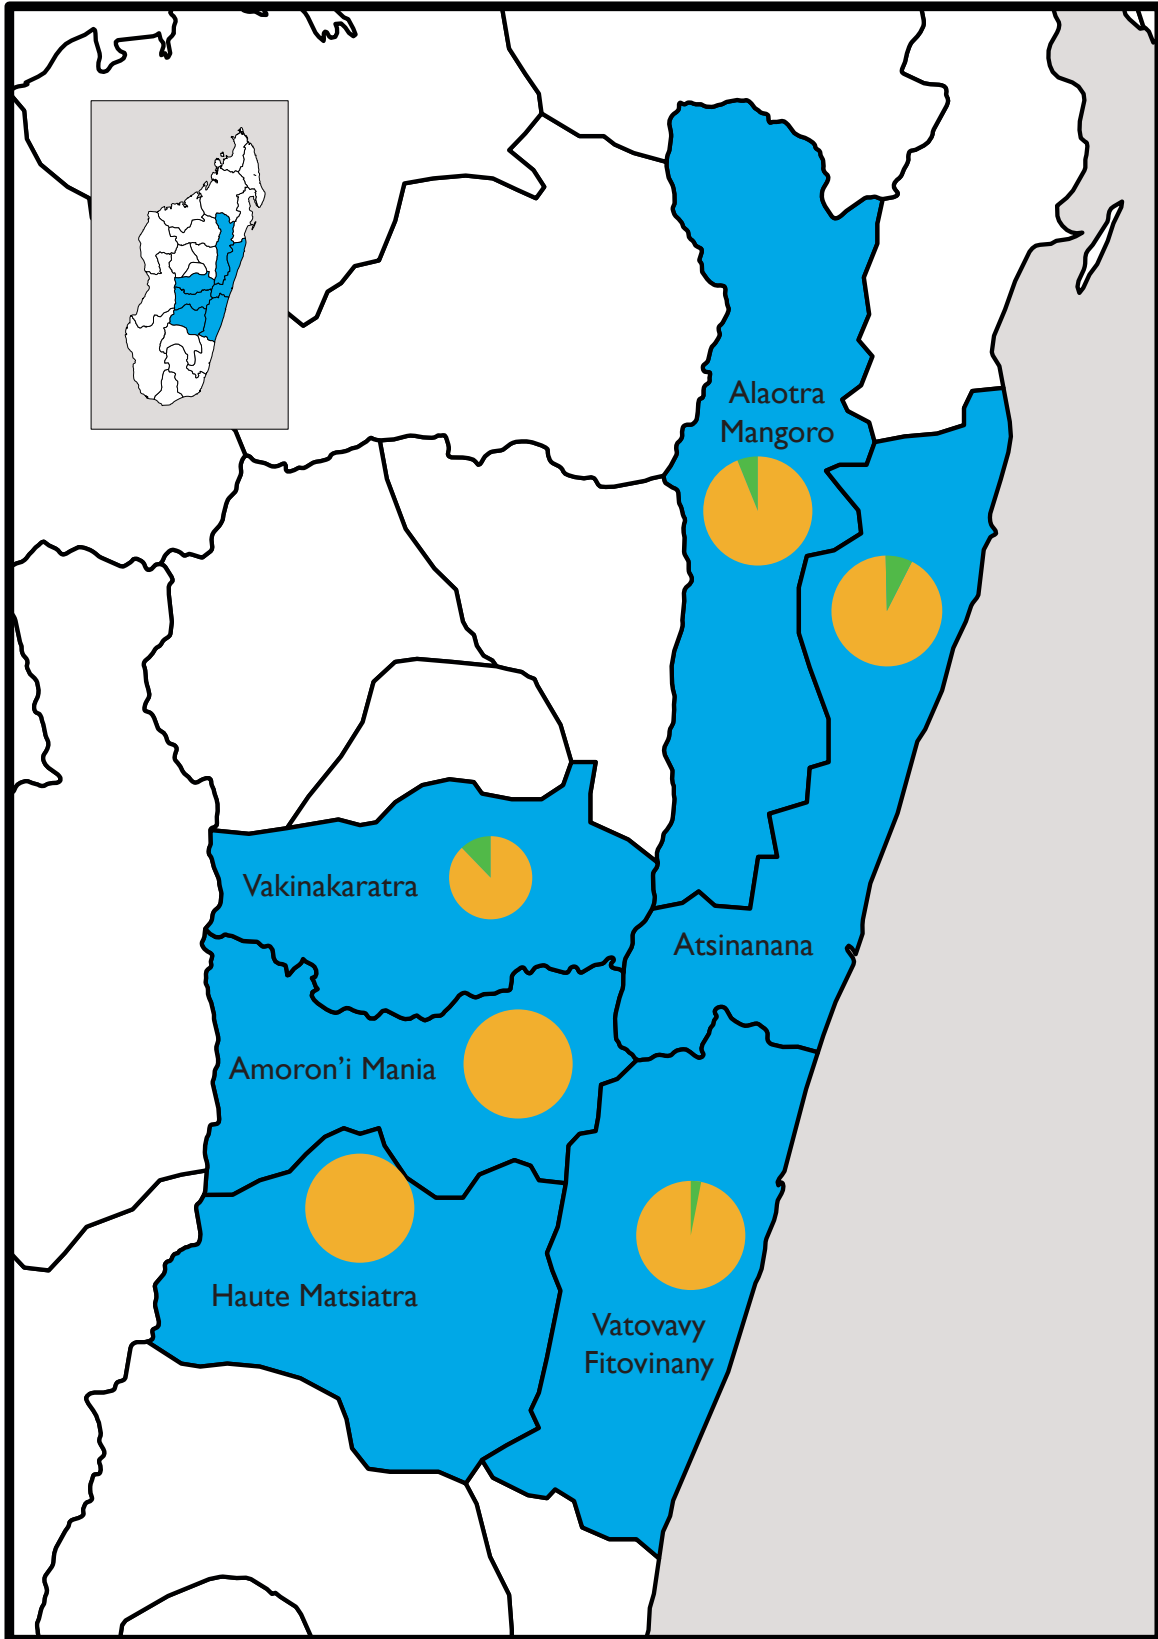 Alaotra
Mangoro
Vakinakaratra
Atsinanana
Amoron’i Mania
Haute Matsiatra
Vatovavy
Fitovinany